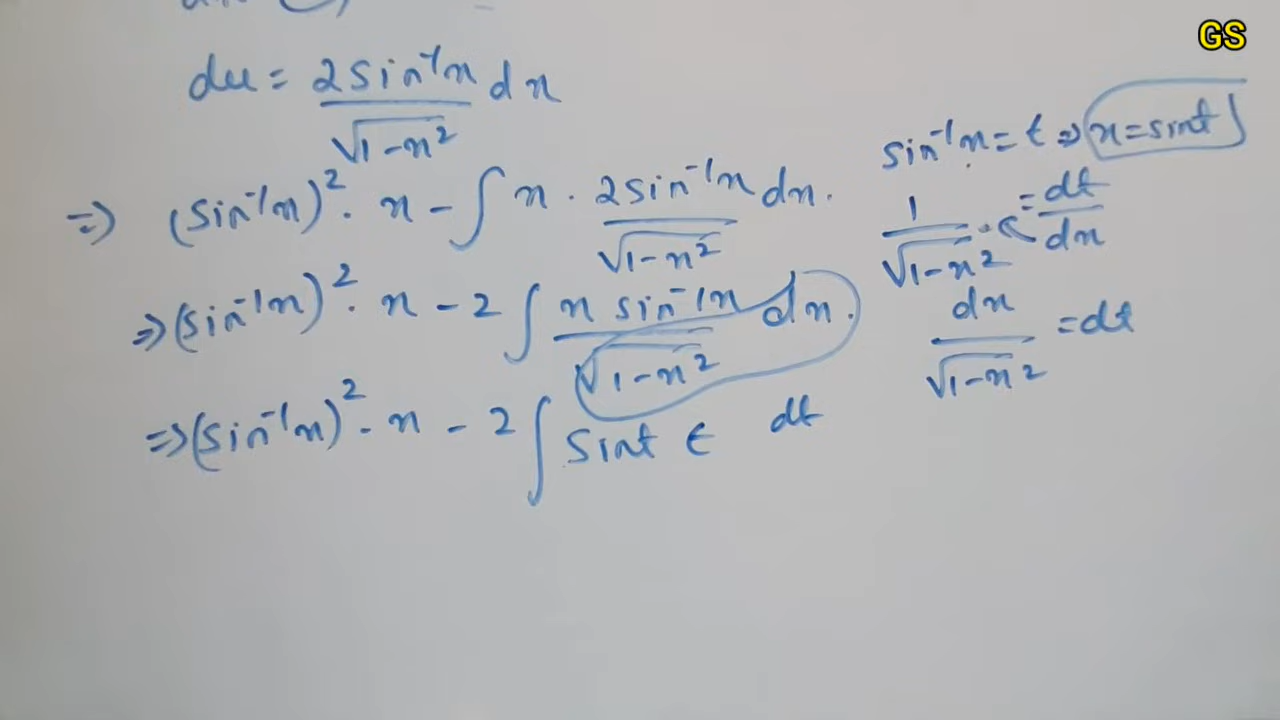 GS
du = 2sin⁻¹x/√1-x² dx
sin⁻¹x = t ⇒ x = sint
⇒ (sin⁻¹x)². x - ∫ x . 2sin⁻¹x/√1-x² dx.
1/√1-x² . = dt/dx
⇒ (sin⁻¹x)². x - 2 ∫ x sin⁻¹x/√1-x² dx.
dx/√1-x² = dt
⇒ (sin⁻¹x)² - x - 2 ∫ sint t dt